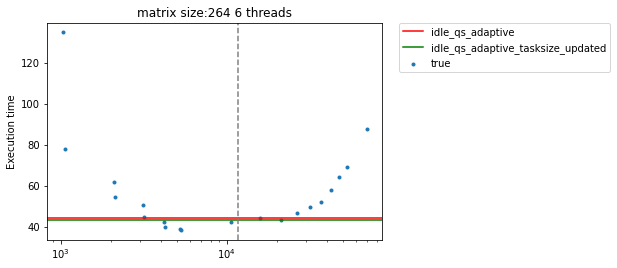 matrix size:264 6 threads
idle_qs_adaptive
idle_qs_adaptive_tasksize_updated
true
Execution time
120
100
80
60
40
10³
10⁴